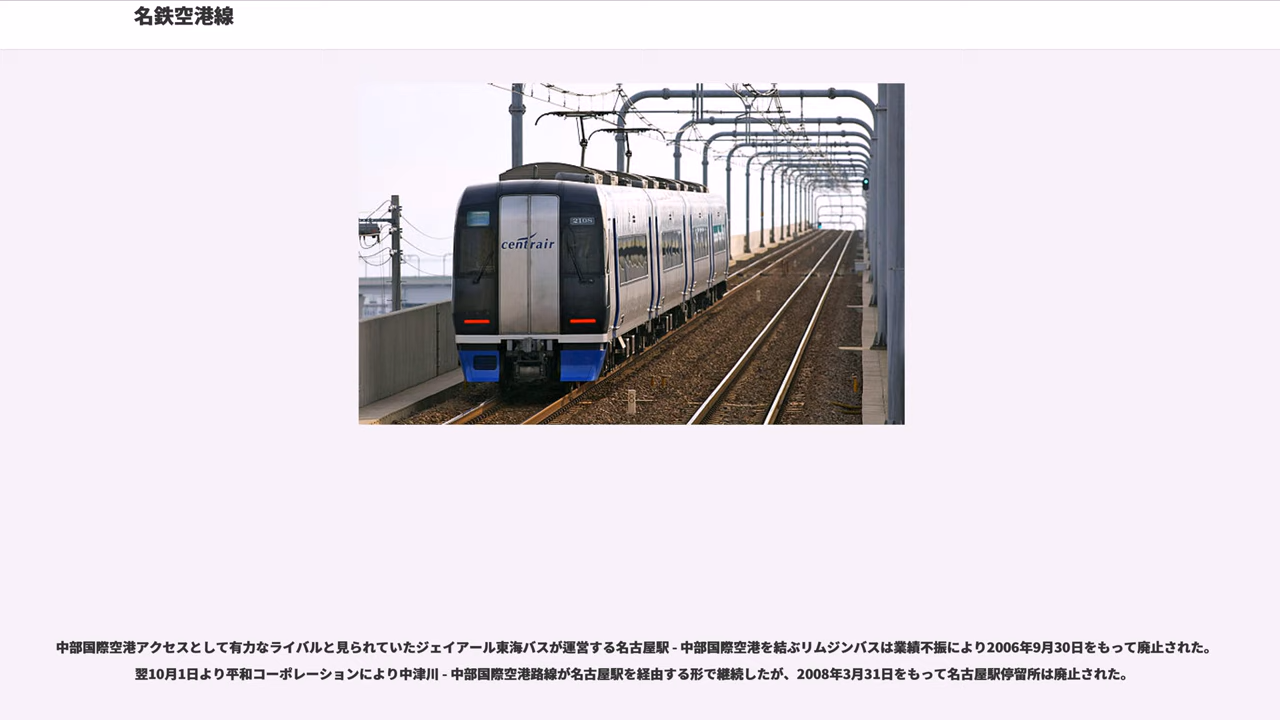 名鉄空港線
2108
centrair
中部国際空港アクセスとして有力なライバルと見られていたジェイアール東海バスが運営する名古屋駅 - 中部国際空港を結ぶリムジンバスは業績不振により2006年9月30日をもって廃止された。
翌10月1日より平和コーポレーションにより中津川 - 中部国際空港路線が名古屋駅を経由する形で継続したが、2008年3月31日をもって名古屋駅停留所は廃止された。